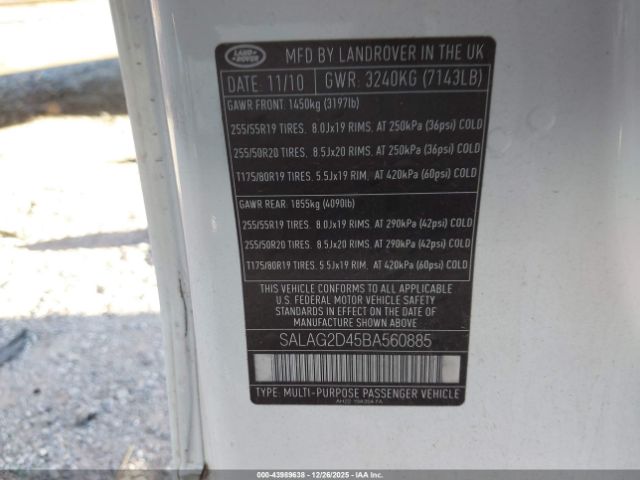 LAND ROVER
MFD BY LANDROVER IN THE UK
DATE: 11/10 GWR: 3240KG (7143LB)
GAWR FRONT: 1450kg (3197lb)
255/55R19 TIRES. 8.0Jx19 RIMS. AT 250kPa (36psi) COLD
255/50R20 TIRES. 8.5Jx20 RIMS. AT 250kPa (36psi) COLD
T175/80R19 TIRES. 5.5Jx19 RIM. AT 420kPa (60psi) COLD
GAWR REAR: 1855kg (4090lb)
255/55R19 TIRES. 8.0Jx19 RIMS. AT 290kPa (42psi) COLD
255/50R20 TIRES. 8.5Jx20 RIMS. AT 290kPa (42psi) COLD
T175/80R19 TIRES. 5.5Jx19 RIM. AT 420kPa (60psi) COLD
THIS VEHICLE CONFORMS TO ALL APPLICABLE
U.S. FEDERAL MOTOR VEHICLE SAFETY
STANDARDS IN EFFECT ON THE DATE OF
MANUFACTURE SHOWN ABOVE.
SALAG2D45BA560885
TYPE: MULTI-PURPOSE PASSENGER VEHICLE
000-43989638 - 12/26/2025 - IAAI.COM